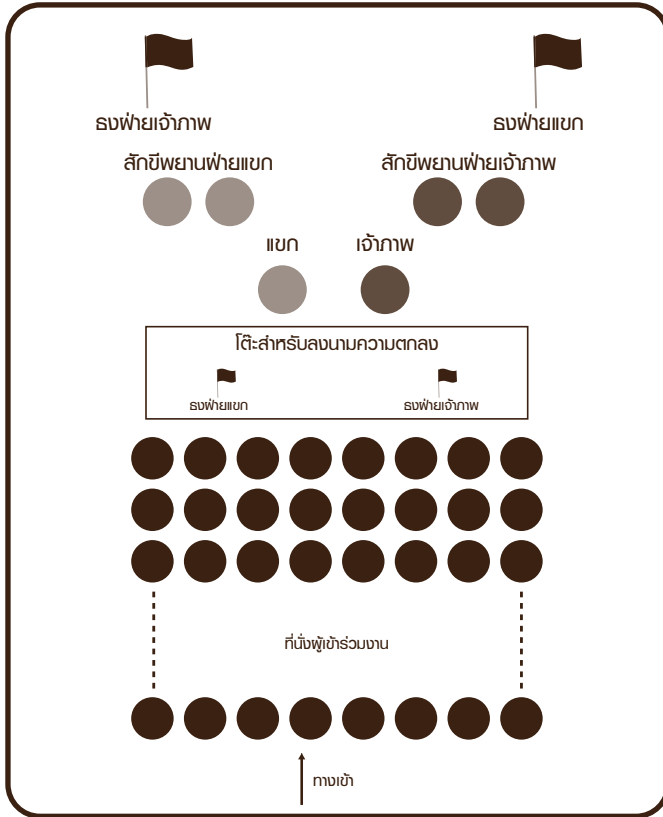 ธงฝ่ายเจ้าภาพ
ธงฝ่ายแขก
สักขีพยานฝ่ายแขก
สักขีพยานฝ่ายเจ้าภาพ
แขก
เจ้าภาพ
โต๊ะสำหรับลงนามความตกลง
ธงฝ่ายแขก
ธงฝ่ายเจ้าภาพ
ที่นั่งผู้เข้าร่วมงาน
ทางเข้า